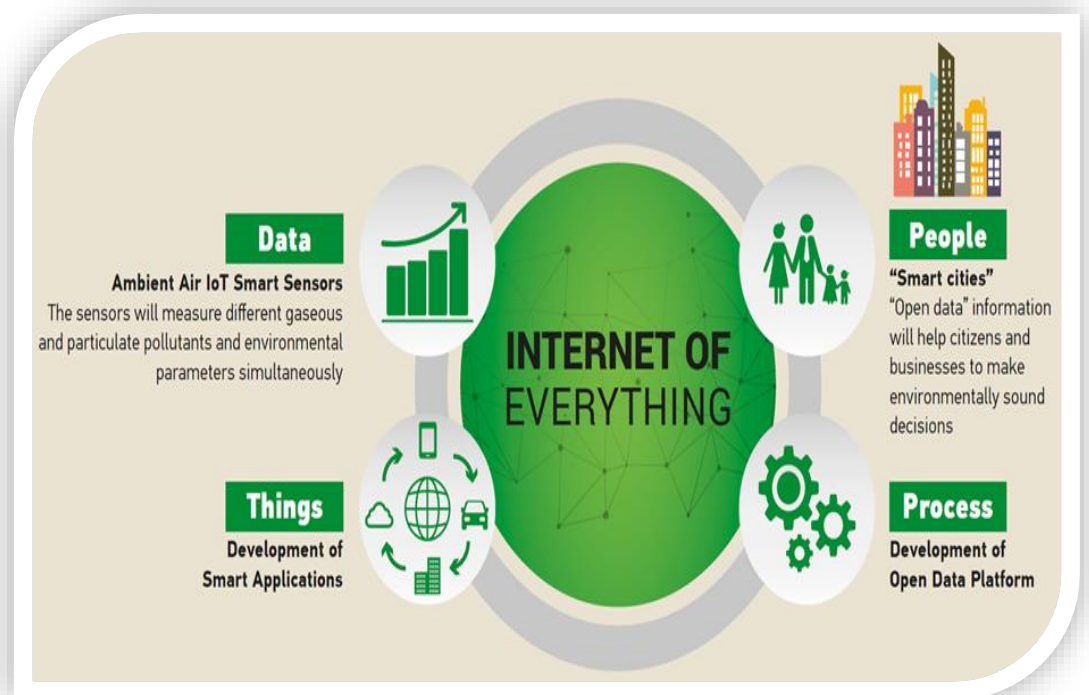 Data
Ambient Air IoT Smart Sensors
The sensors will measure different gaseous
and particulate pollutants and environmental
parameters simultaneously
People
“Smart cities”
“Open data” information
will help citizens and
businesses to make
environmentally sound
decisions
INTERNET OF
EVERYTHING
Things
Development of
Smart Applications
Process
Development of
Open Data Platform